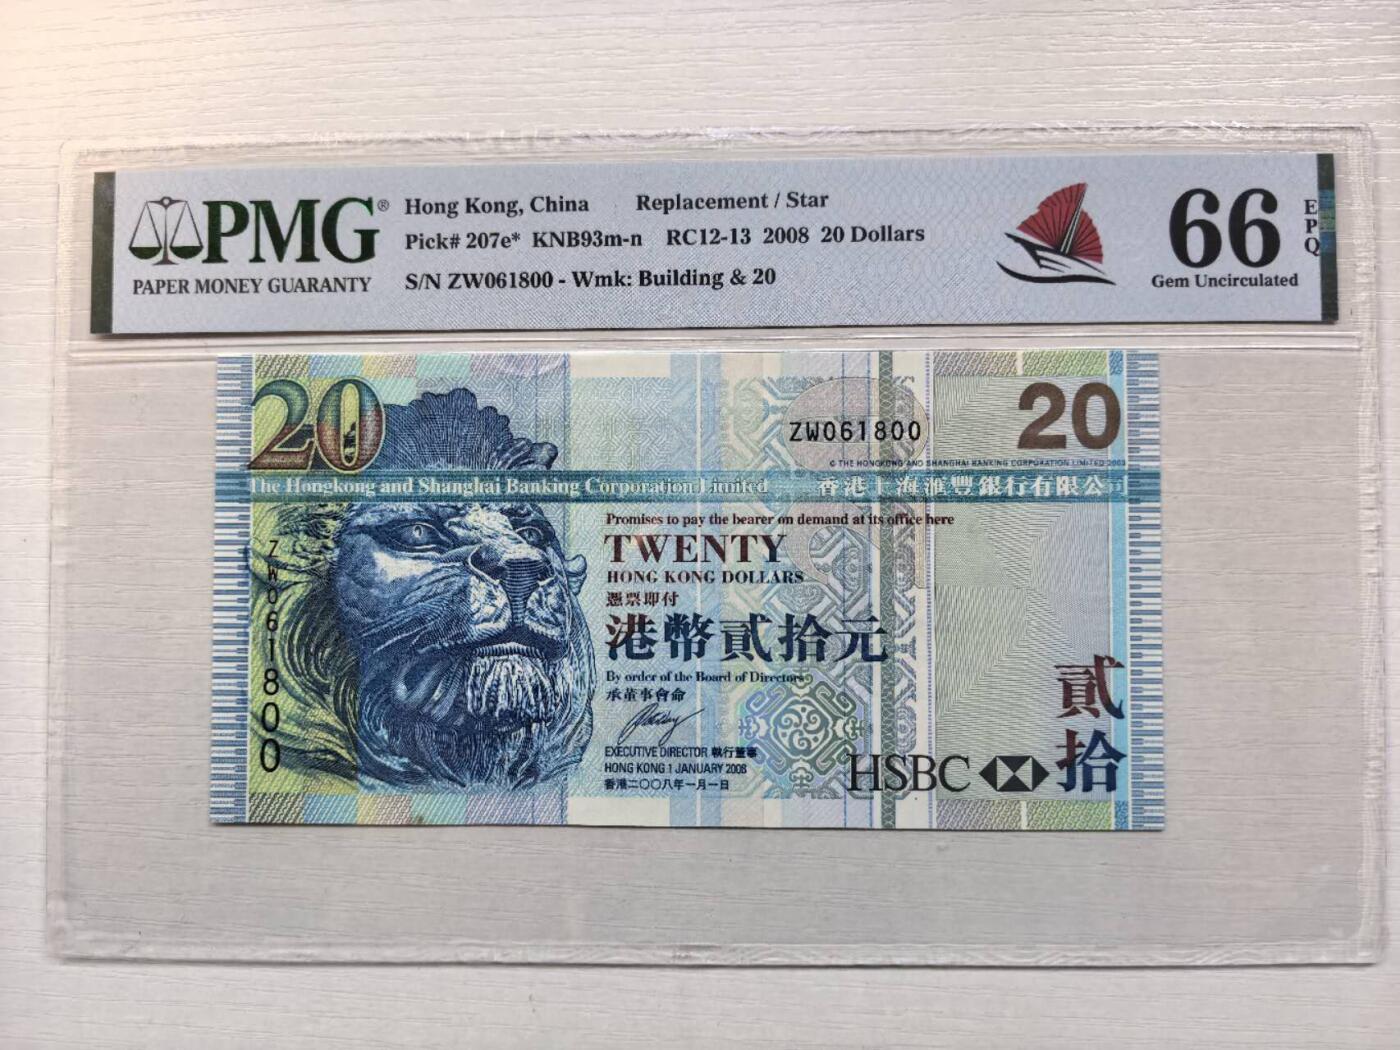 PMG®
PAPER MONEY GUARANTY
Hong Kong, China Replacement / Star
Pick# 207e* KNB93m-n RC12-13 2008 20 Dollars
S/N ZW061800 - Wmk: Building & 20
66
EPQ
Gem Uncirculated
20
ZW061800
20
© THE HONGKONG AND SHANGHAI BANKING CORPORATION LIMITED 2003
The Hongkong and Shanghai Banking Corporation Limited 香港上海滙豐銀行有限公司
Promises to pay the bearer on demand at its office here
TWENTY
HONG KONG DOLLARS
憑票即付
港幣貳拾元
By order of the Board of Directors
承董事會命
EXECUTIVE DIRECTOR 執行董事
HONG KONG 1 JANUARY 2008
香港二〇〇八年一月一日
ZW061800
HSBC
貳拾